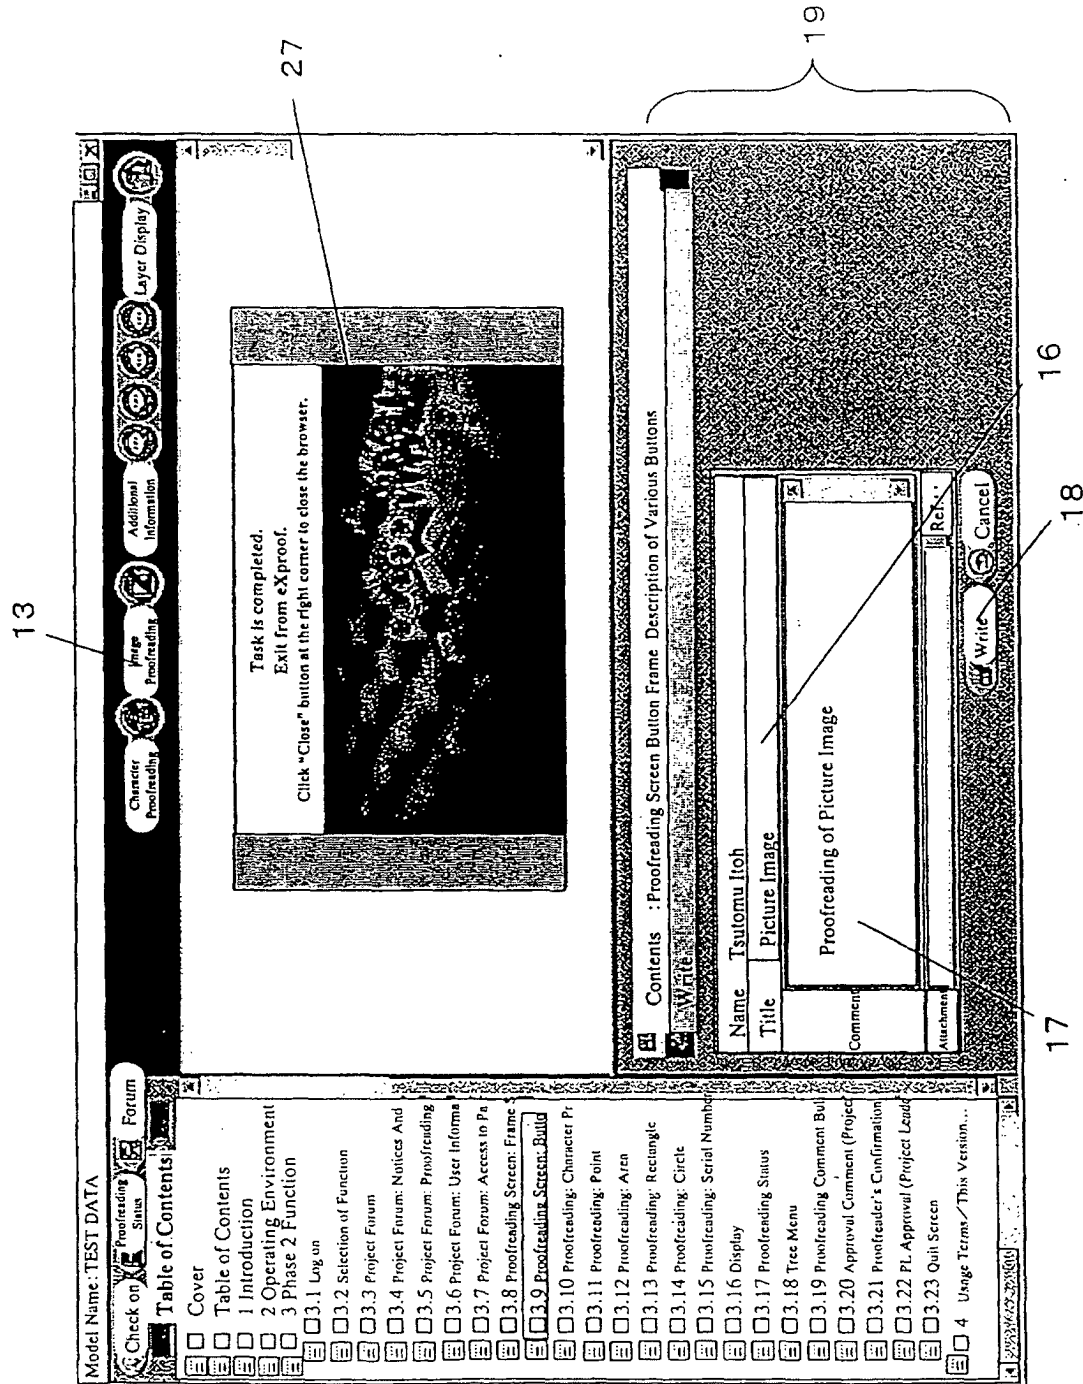 Model Name:TEST DATA
Check on
Proofreading Status
Forum
Character Proofreading
Image Proofreading
Additional Information
Layer Display
Table of Contents
Cover
Table of Contents
1 Introduction
2 Operating Environment
3 Phase 2 Function
3.1 Log on
3.2 Selection of Function
3.3 Project Forum
3.4 Project Forum: Notices And
3.5 Project Forum: Proofreading
3.6 Project Forum: User Informa
3.7 Project Forum: Access to Pa
3.8 Proofreading Screen: Frame S
3.9 Proofreading Screen: Butto
3.10 Proofreading: Character Pr
3.11 Proofreading: Point
3.12 Proofreading: Area
3.13 Proofreading: Rectangle
3.14 Proofreading: Circle
3.15 Proofreading: Serial Number
3.16 Display
3.17 Proofreading Status
3.18 Tree Menu
3.19 Proofreading Comment Bull
3.20 Approval Comment (Project
3.21 Proofreader's Confirmation
3.22 PL Approval (Project Leade
3.23 Quit Screen
4 Usage Terms/This Version...
Task is completed.
Exit from eXproof.
Click "Close" button at the right corner to close the browser.
Contents :Proofreading Screen Button Frame Description of Various Buttons
Write
Name Tsutomu Itoh
Title Picture Image
Comment Proofreading of Picture Image
Attachment Ref...
Write Cancel
13
27
19
16
17
18